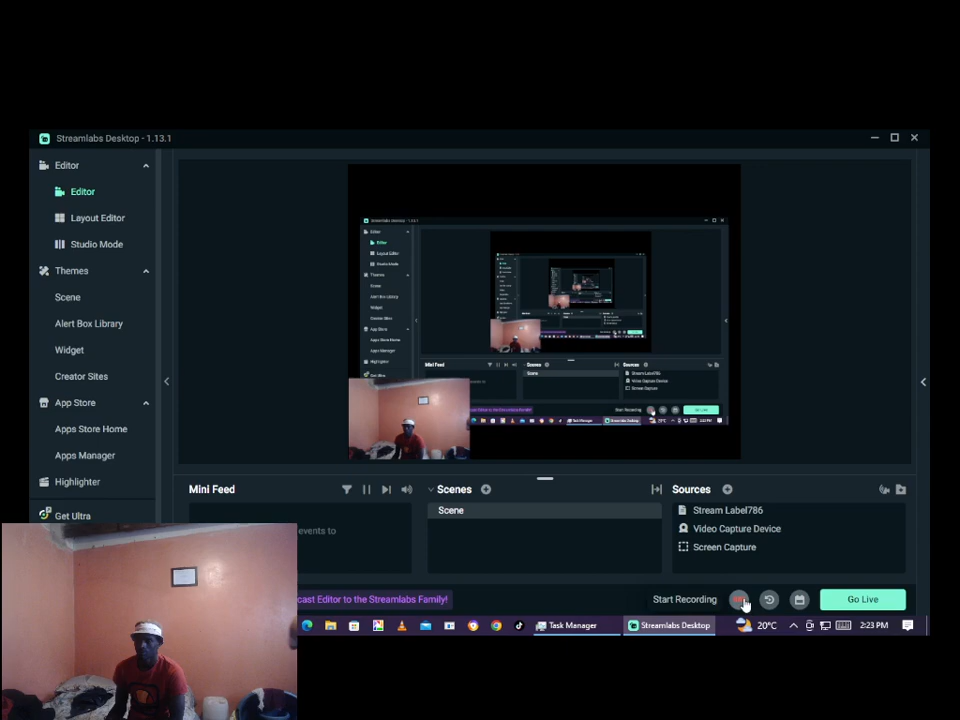 Streamlabs Desktop - 1.13.1
Editor
Editor
Layout Editor
Studio Mode
Themes
Scene
Alert Box Library
Widget
Creator Sites
App Store
Apps Store Home
Apps Manager
Highlighter
Get Ultra
Mini Feed
events to
Scenes
Scene
Sources
Stream Label786
Video Capture Device
Screen Capture
cast Editor to the Streamlabs Family!
Start Recording
Go Live
Task Manager
Streamlabs Desktop
20°C
2:23 PM